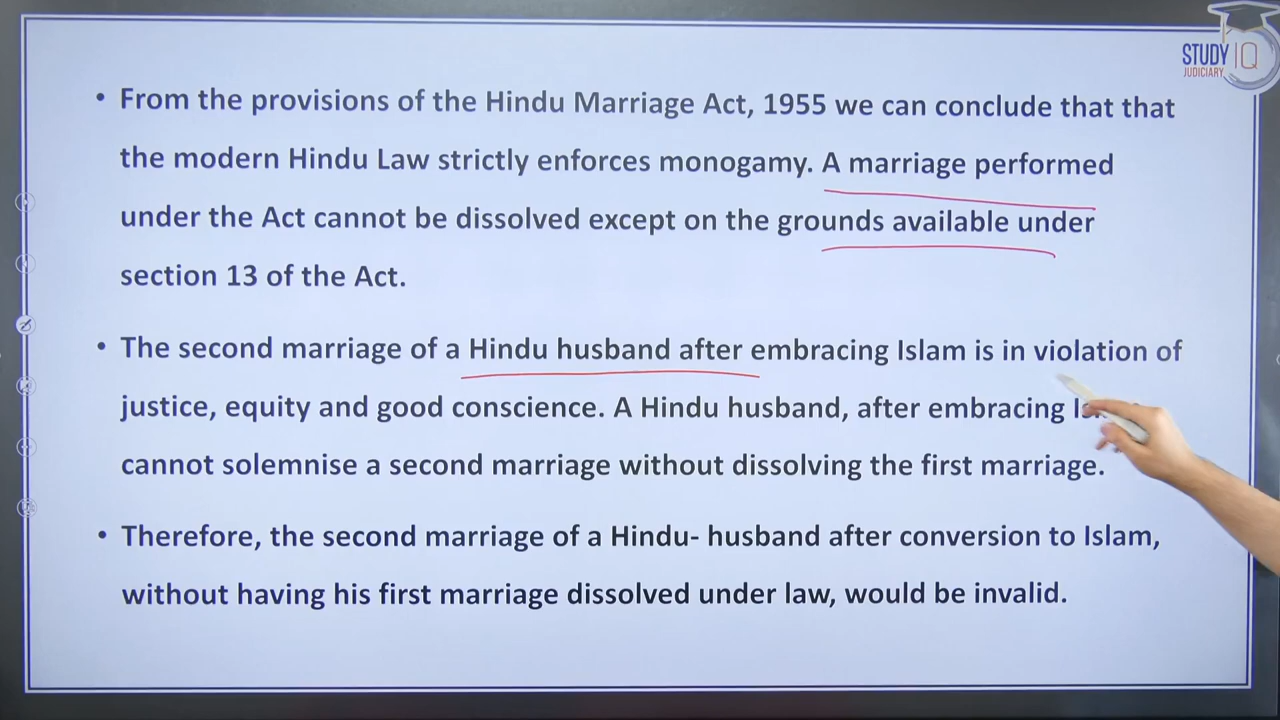 STUDY IQ
JUDICIARY
• From the provisions of the Hindu Marriage Act, 1955 we can conclude that that
the modern Hindu Law strictly enforces monogamy. A marriage performed
under the Act cannot be dissolved except on the grounds available under
section 13 of the Act.
• The second marriage of a Hindu husband after embracing Islam is in violation of
justice, equity and good conscience. A Hindu husband, after embracing
cannot solemnise a second marriage without dissolving the first marriage.
• Therefore, the second marriage of a Hindu- husband after conversion to Islam,
without having his first marriage dissolved under law, would be invalid.